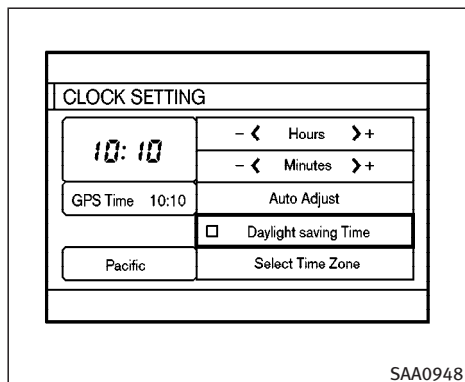 CLOCK SETTING
10:10
- ❮ Hours ❯ +
- ❮ Minutes ❯ +
GPS Time 10:10
Auto Adjust
Daylight saving Time
Pacific
Select Time Zone
SAA0948